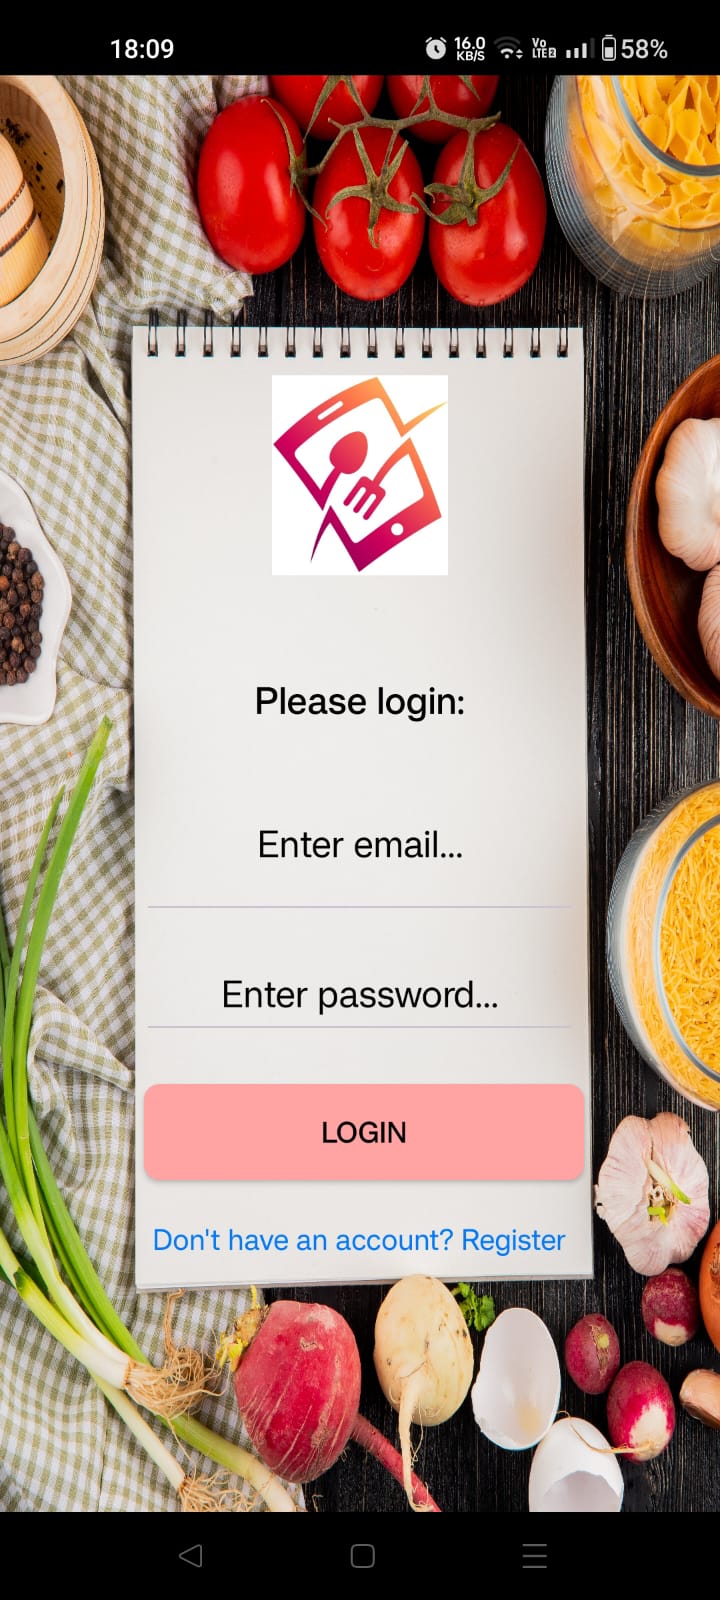 18:09
16.0
KB/S
Vo
LTE2
58%
Please login:
Enter email...
Enter password...
LOGIN
Don't have an account? Register